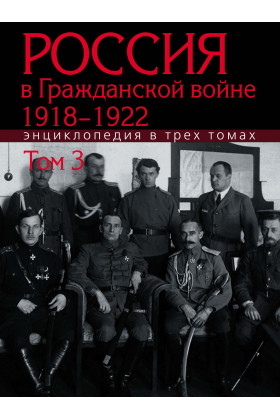 РОССИЯ
в Гражданской войне
1918–1922
энциклопедия в трех томах
Том 3